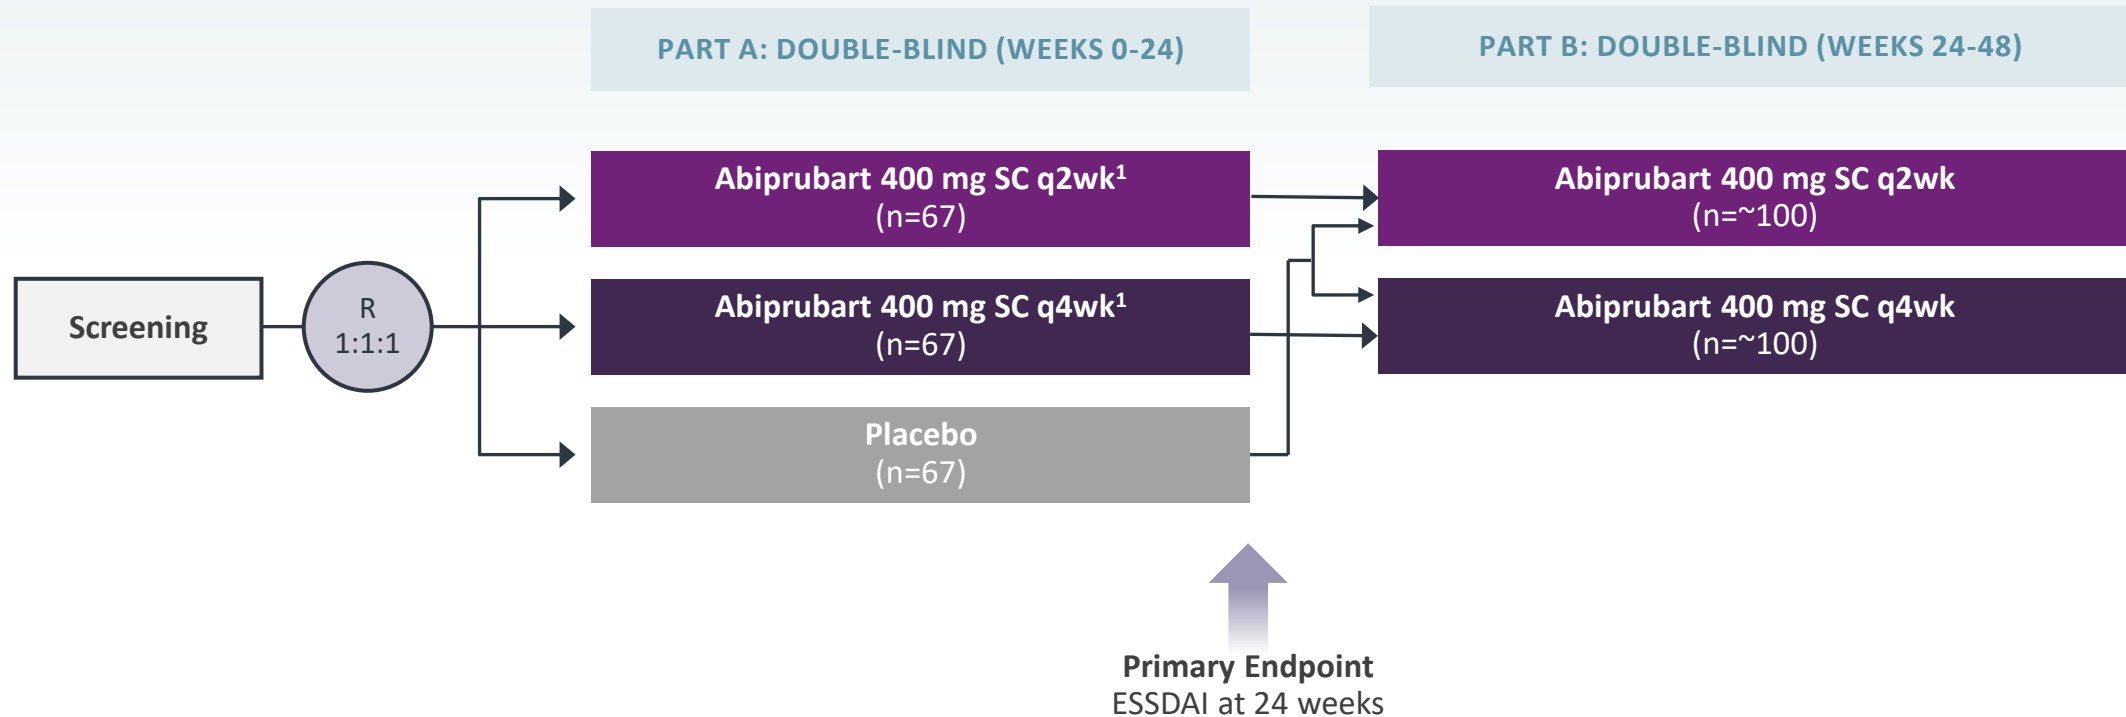 PART A: DOUBLE-BLIND (WEEKS 0-24)
PART B: DOUBLE-BLIND (WEEKS 24-48)
Screening
R
1:1:1
Abiprubart 400 mg SC q2wk¹
(n=67)
Abiprubart 400 mg SC q4wk¹
(n=67)
Placebo
(n=67)
Abiprubart 400 mg SC q2wk
(n=~100)
Abiprubart 400 mg SC q4wk
(n=~100)
Primary Endpoint
ESSDAI at 24 weeks